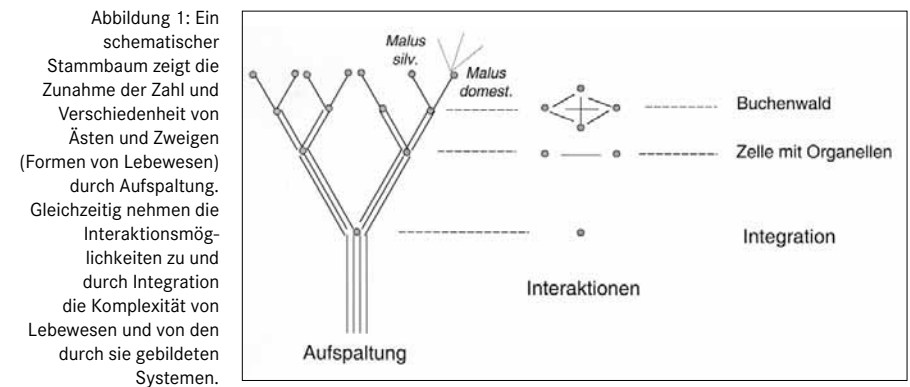 Abbildung 1: Ein
schematischer
Stammbaum zeigt die
Zunahme der Zahl und
Verschiedenheit von
Ästen und Zweigen
(Formen von Lebewesen)
durch Aufspaltung.
Gleichzeitig nehmen die
Interaktionsmög-
lichkeiten zu und
durch Integration
die Komplexität von
Lebewesen und von den
durch sie gebildeten
Systemen.
Malus
silv.
Malus
domest.
Buchenwald
Zelle mit Organellen
Integration
Interaktionen
Aufspaltung